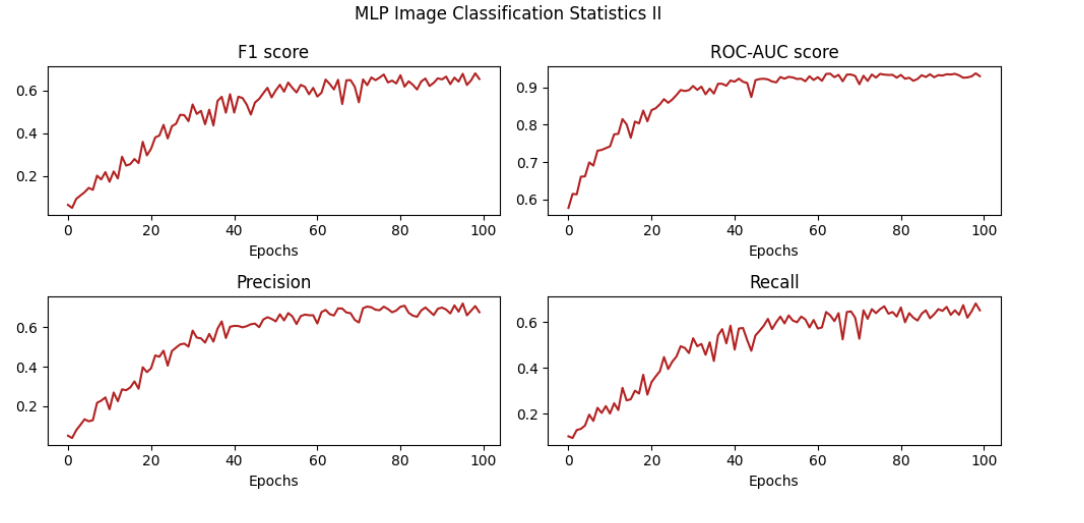 MLP Image Classification Statistics II
F1 score
0.6
0.4
0.2
0 20 40 60 80 100
Epochs
ROC-AUC score
0.9
0.8
0.7
0.6
0 20 40 60 80 100
Epochs
Precision
0.6
0.4
0.2
0 20 40 60 80 100
Epochs
Recall
0.6
0.4
0.2
0 20 40 60 80 100
Epochs